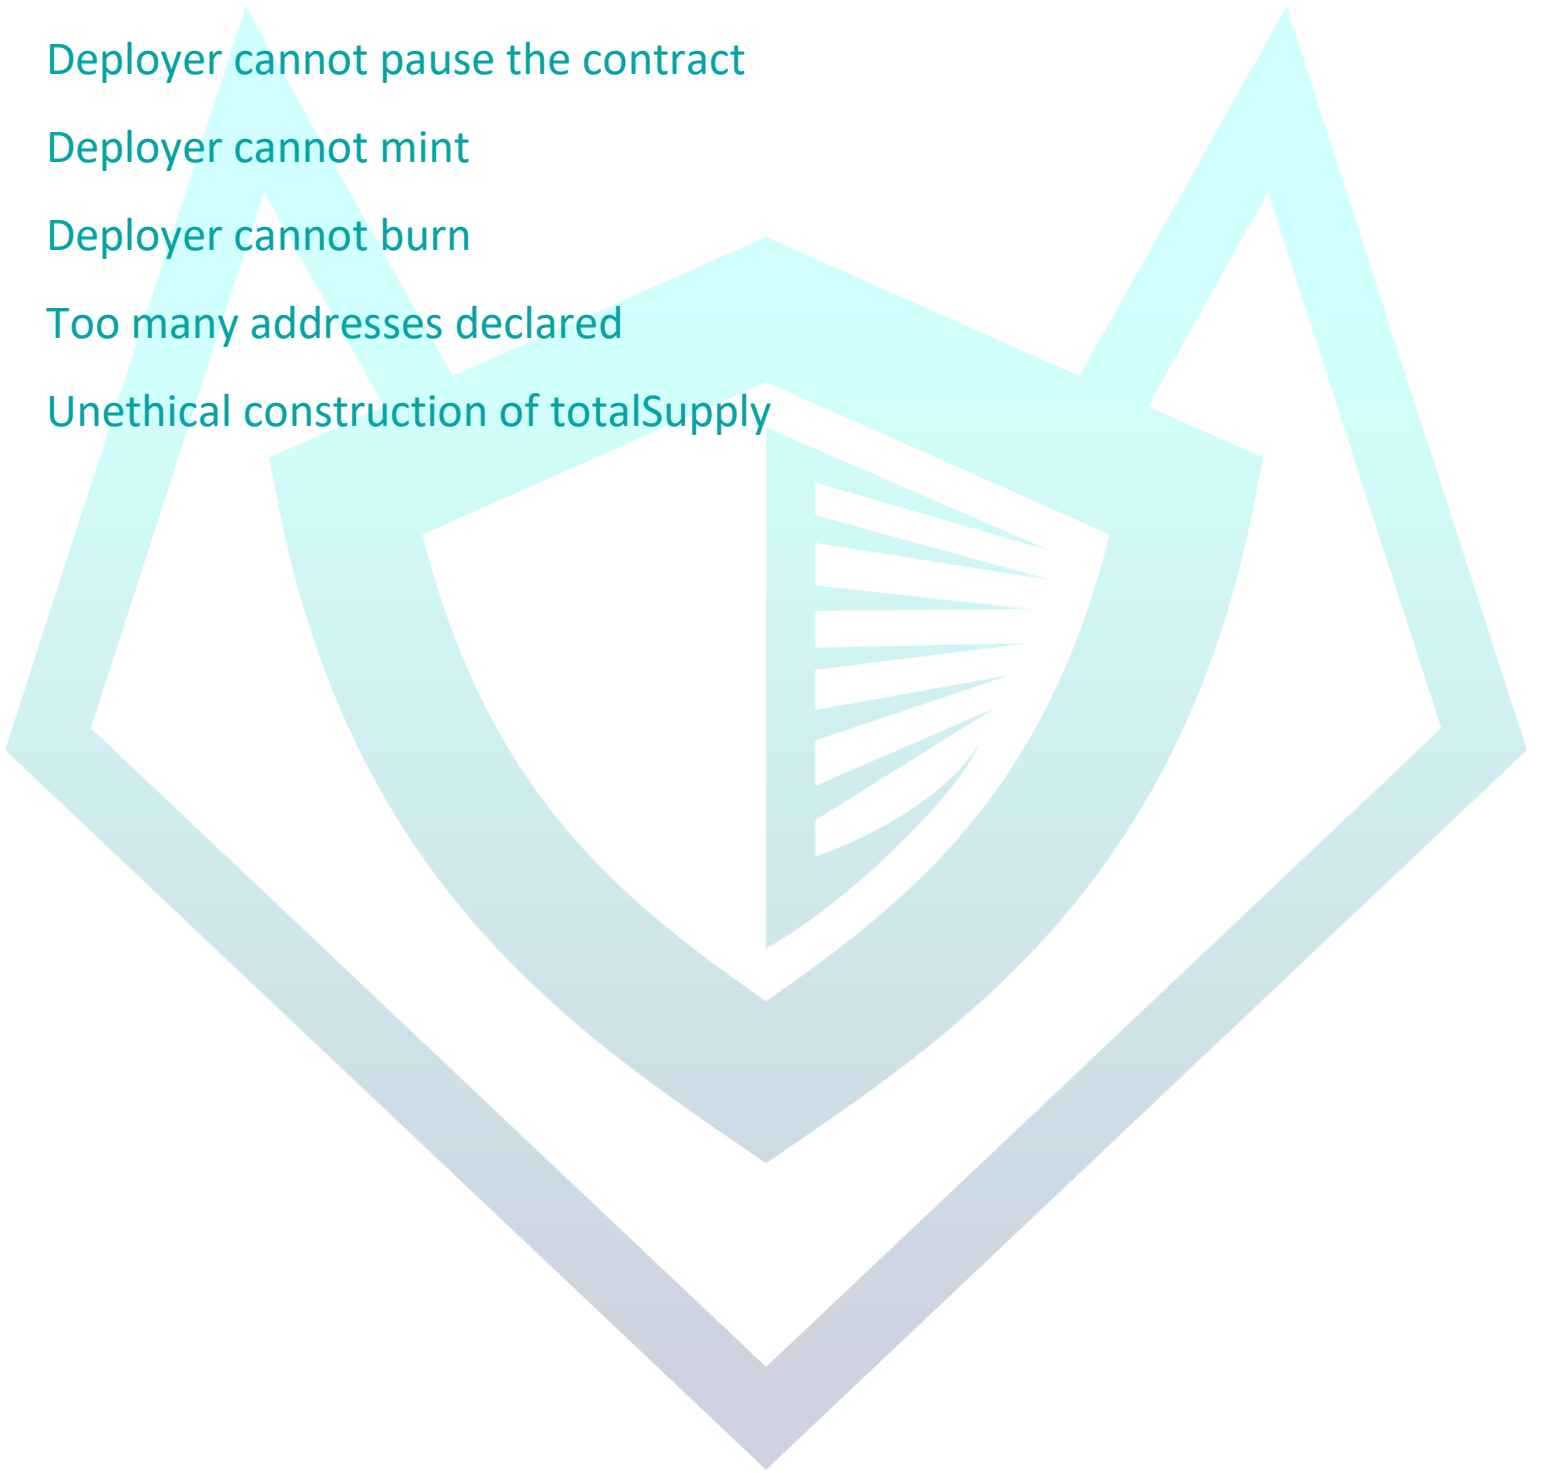 Deployer cannot pause the contract
Deployer cannot mint
Deployer cannot burn
Too many addresses declared
Unethical construction of totalSupply